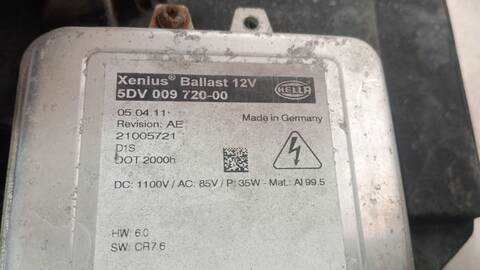 Xenius® Ballast 12V
5DV 009 720-00
HELLA
05.04.11
Made in Germany
Revision: AE
21005721
D1S
DOT 2000h
DC: 1100V / AC: 85V / P: 35W - Mat.: Al 99.5
HW: 6.0
SW: CR7.6